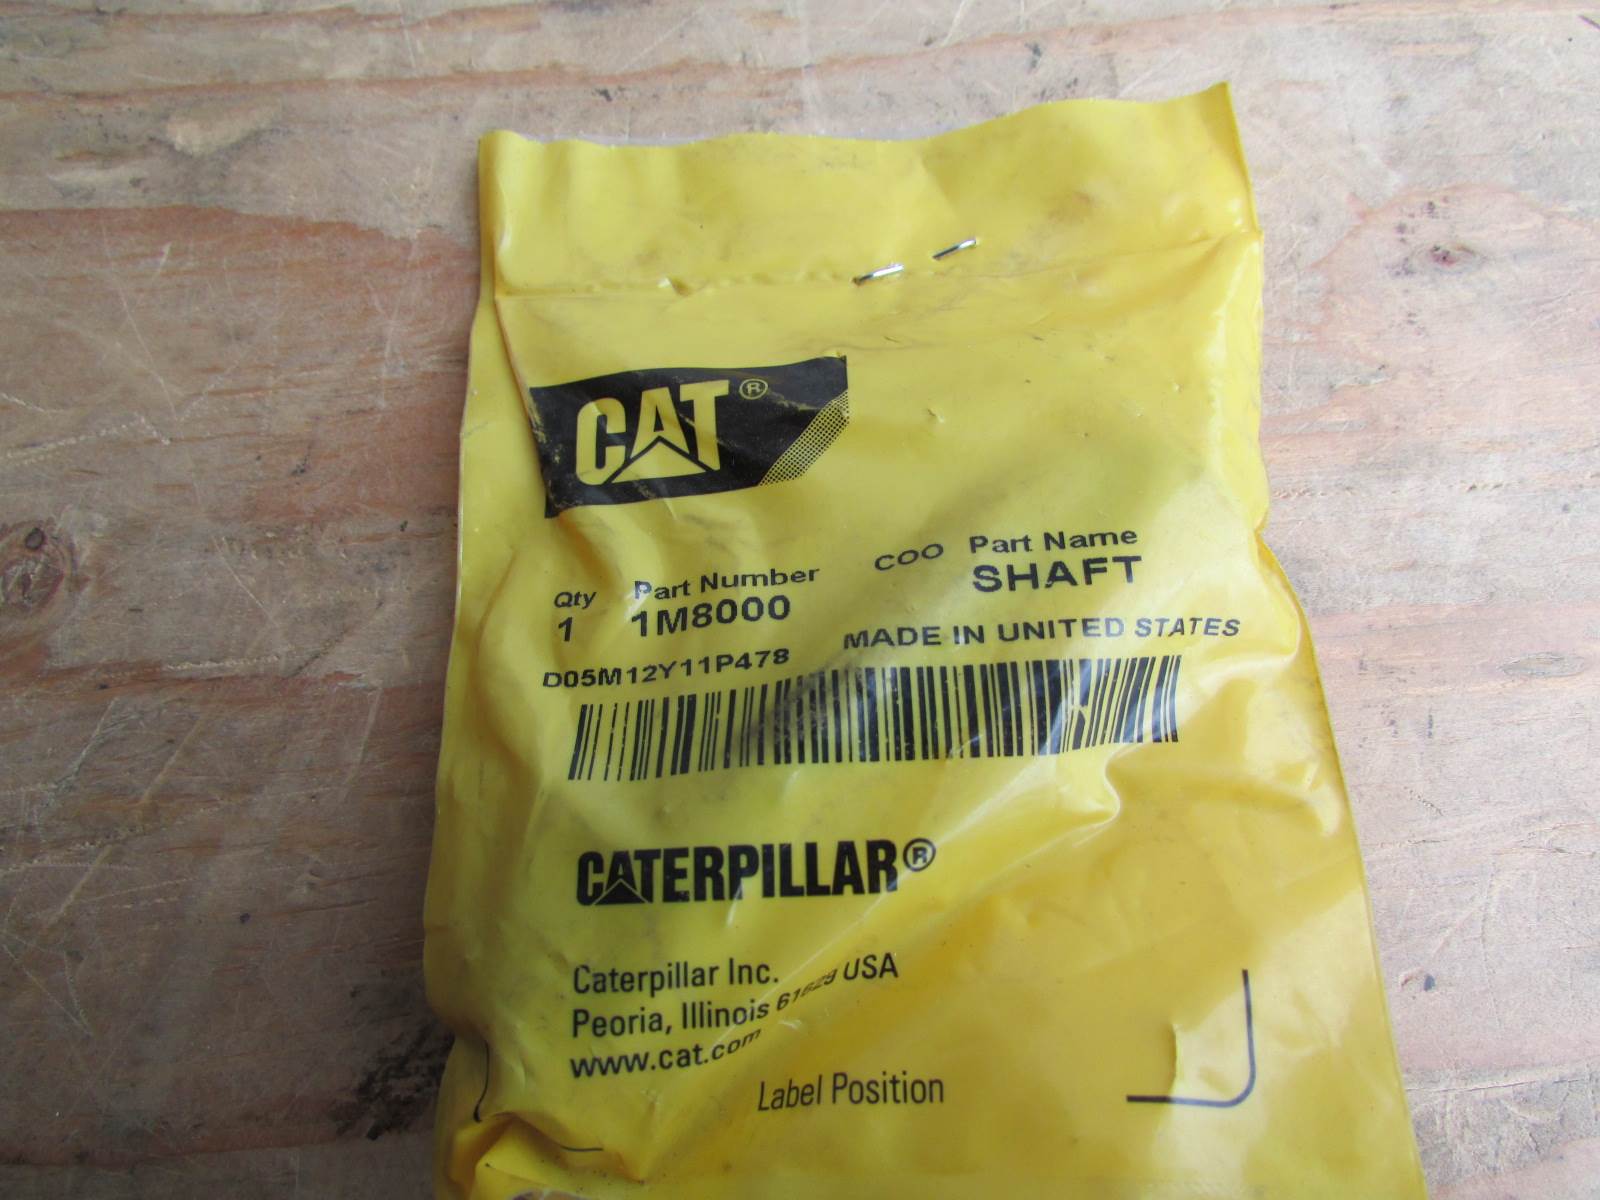 CAT®
Qty Part Number COO Part Name
1 1M8000 SHAFT
D05M12Y11P478 MADE IN UNITED STATES
CATERPILLAR®
Caterpillar Inc.
Peoria, Illinois 61629 USA
www.cat.com
Label Position